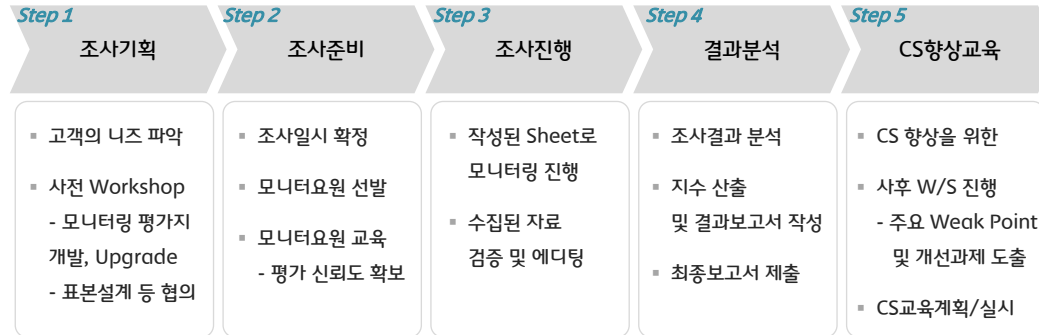 Step 1
조사기획
Step 2
조사준비
Step 3
조사진행
Step 4
결과분석
Step 5
CS향상교육
▪ 고객의 니즈 파악
▪ 사전 Workshop
- 모니터링 평가지
개발, Upgrade
- 표본설계 등 협의
▪ 조사일시 확정
▪ 모니터요원 선발
▪ 모니터요원 교육
- 평가 신뢰도 확보
▪ 작성된 Sheet로
모니터링 진행
▪ 수집된 자료
검증 및 에디팅
▪ 조사결과 분석
▪ 지수 산출
및 결과보고서 작성
▪ 최종보고서 제출
▪ CS 향상을 위한
▪ 사후 W/S 진행
- 주요 Weak Point
및 개선과제 도출
▪ CS교육계획/실시